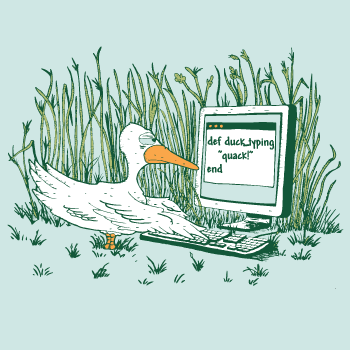 def duck_typing
"quack!"
end